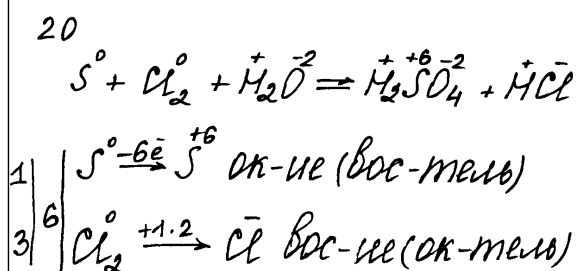 20
S⁰ + Cl₂⁰ + H₂⁺O⁻² = H₂⁺S⁺⁶O₄⁻² + H⁺Cl⁻
1 | 6 | S⁰ −6ē → S⁺⁶ ок-ие (вос-тель)
3 | Cl₂⁰ +1·2 → Cl⁻ вос-ие (ок-тель)